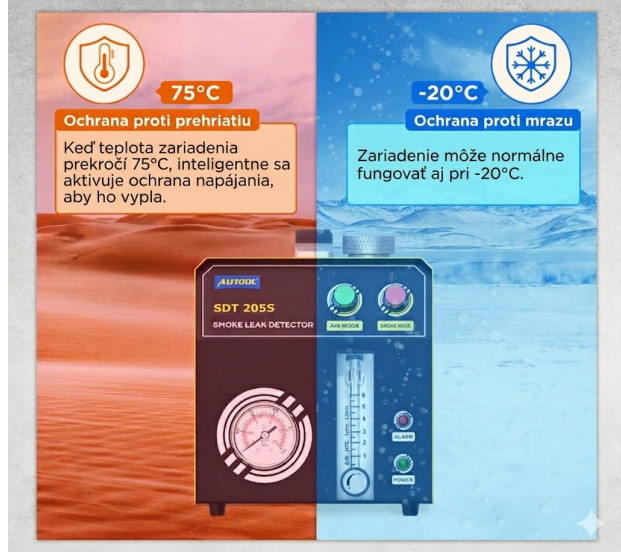 75°C
Ochrana proti prehriatiu
Keď teplota zariadenia
prekročí 75°C, inteligentne sa
aktivuje ochrana napájania,
aby ho vypla.
-20°C
Ochrana proti mrazu
Zariadenie môže normálne
fungovať aj pri -20°C.
AUTOOL
SDT 205S
SMOKE LEAK DETECTOR
AIR MODE
SMOKE MODE
ALARM
POWER